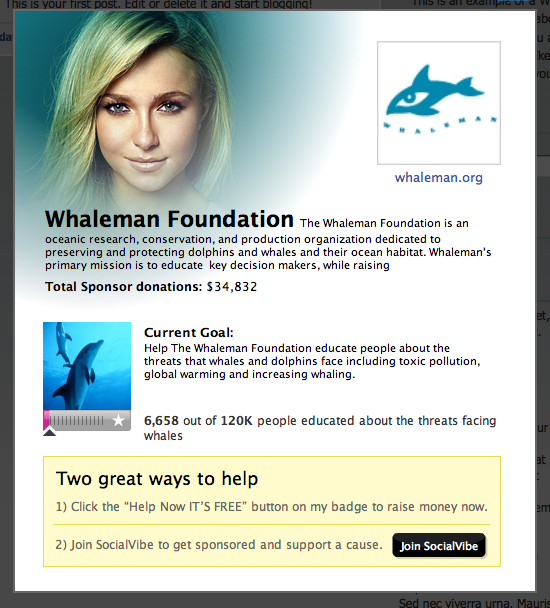 This is your first post. Edit or delete it and start blogging!
WHALEMAN
whaleman.org
Whaleman Foundation The Whaleman Foundation is an
oceanic research, conservation, and production organization dedicated to
preserving and protecting dolphins and whales and their ocean habitat. Whaleman's
primary mission is to educate key decision makers, while raising
Total Sponsor donations: $34,832
Current Goal:
Help The Whaleman Foundation educate people about the
threats that whales and dolphins face including toxic pollution,
global warming and increasing whaling.
6,658 out of 120K people educated about the threats facing
whales
Two great ways to help
1) Click the “Help Now IT’S FREE” button on my badge to raise money now.
2) Join SocialVibe to get sponsored and support a cause.
Join SocialVibe
Sed nec viverra urna. Mauris